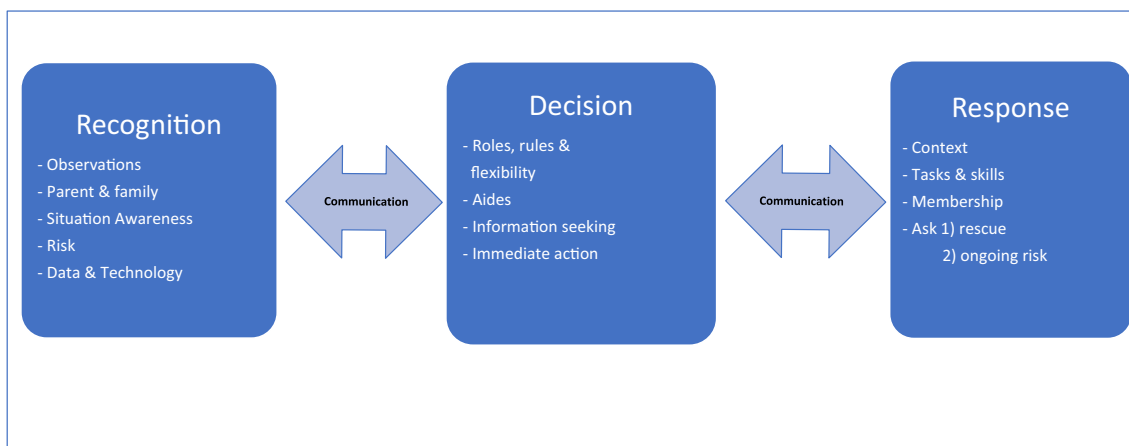 Recognition
- Observations
- Parent & family
- Situation Awareness
- Risk
- Data & Technology
Communication
Decision
- Roles, rules &
flexibility
- Aides
- Information seeking
- Immediate action
Communication
Response
- Context
- Tasks & skills
- Membership
- Ask 1) rescue
2) ongoing risk